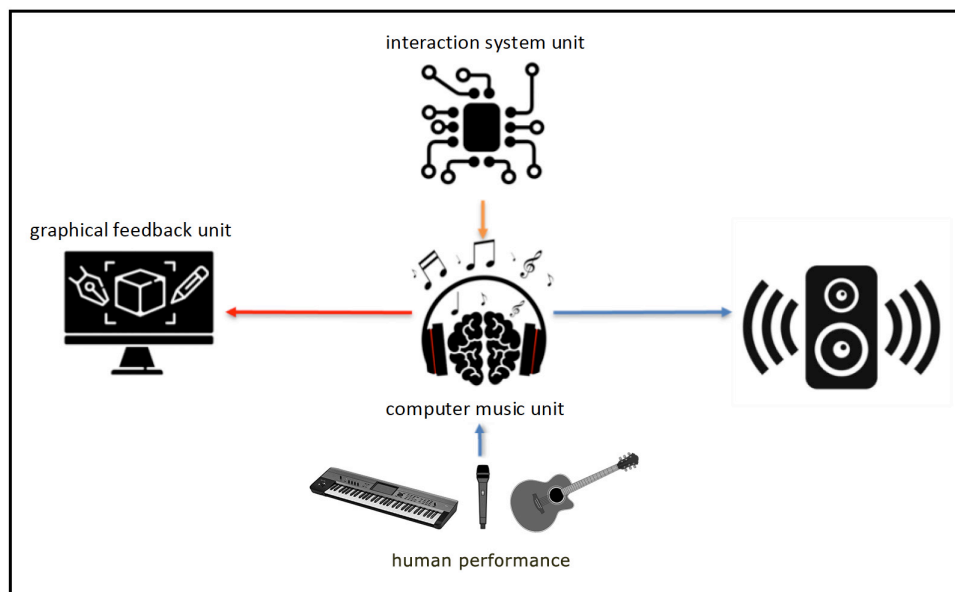 interaction system unit
graphical feedback unit
computer music unit
human performance